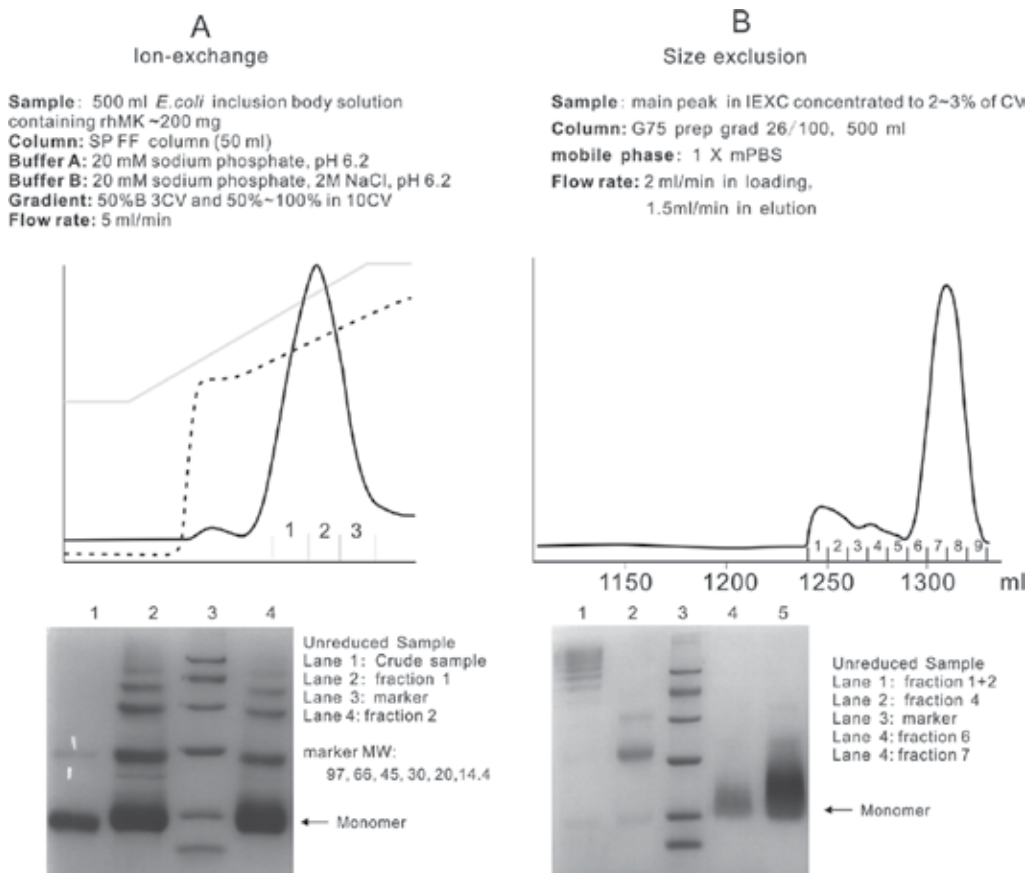 A
Ion-exchange
Sample: 500 ml E.coli inclusion body solution
containing rhMK ~200 mg
Column: SP FF column (50 ml)
Buffer A: 20 mM sodium phosphate, pH 6.2
Buffer B: 20 mM sodium phosphate, 2M NaCl, pH 6.2
Gradient: 50%B 3CV and 50%~100% in 10CV
Flow rate: 5 ml/min
1 2 3
1 2 3 4
Unreduced Sample
Lane 1: Crude sample
Lane 2: fraction 1
Lane 3: marker
Lane 4: fraction 2
marker MW:
97, 66, 45, 30, 20,14.4
← Monomer
B
Size exclusion
Sample: main peak in IEXC concentrated to 2~3% of CV
Column: G75 prep grad 26/100, 500 ml
mobile phase: 1 X mPBS
Flow rate: 2 ml/min in loading,
1.5ml/min in elution
1 2 3 4 5 6 7 8 9
1150 1200 1250 1300 ml
1 2 3 4 5
Unreduced Sample
Lane 1: fraction 1+2
Lane 2: fraction 4
Lane 3: marker
Lane 4: fraction 6
Lane 4: fraction 7
← Monomer